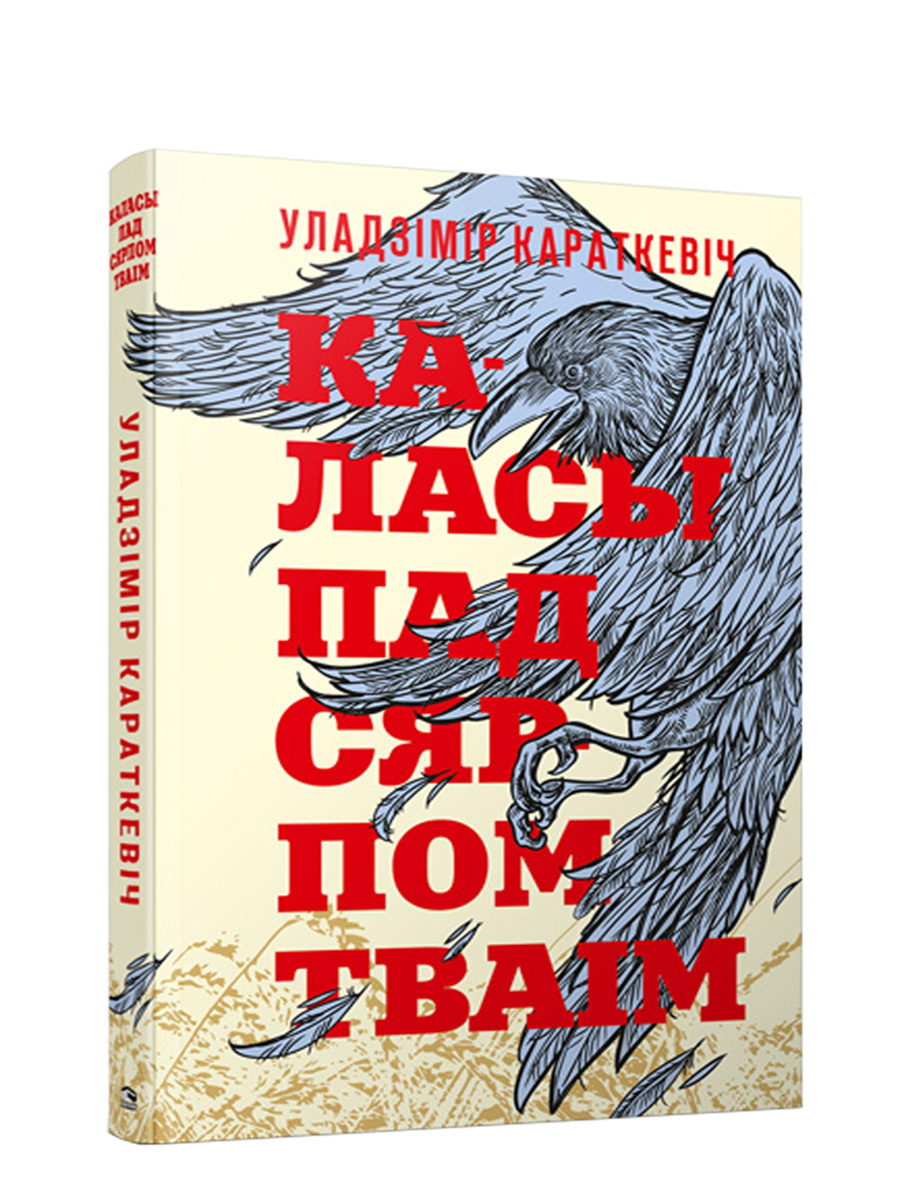 КАЛАСЫ
ПАД
СЯРПОМ
ТВАІМ
УЛАДЗІМІР КАРАТКЕВІЧ
УЛАДЗІМІР КАРАТКЕВІЧ
КА-
ЛАСЫ
ПАД
СЯР-
ПОМ
ТВАІМ